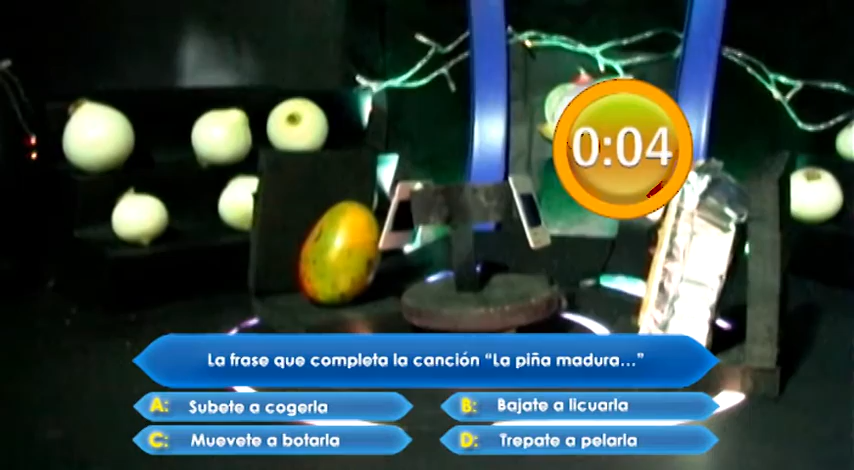 0:04
La frase que completa la canción “La piña madura...”
A: Subete a cogerla
B: Bajate a licuarla
C: Muevete a botarla
D: Trepate a pelarla